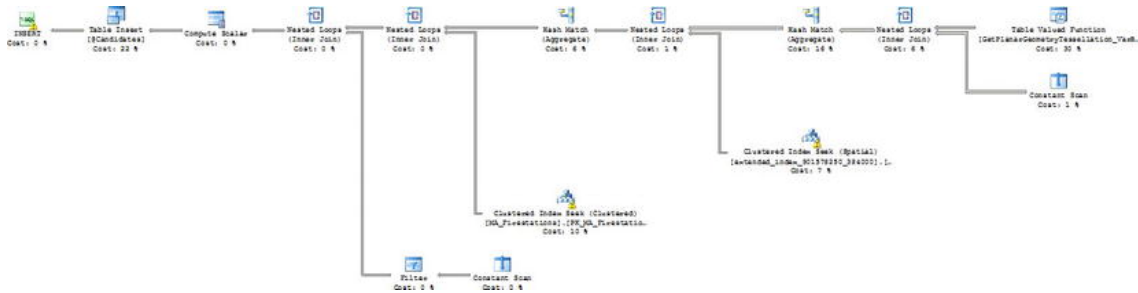 INSERT
Cost: 0 %
Table Insert
[@Candidates]
Cost: 22 %
Compute Scalar
Cost: 0 %
Nested Loops
(Inner Join)
Cost: 0 %
Nested Loops
(Inner Join)
Cost: 0 %
Hash Match
(Aggregate)
Cost: 6 %
Nested Loops
(Inner Join)
Cost: 1 %
Hash Match
(Aggregate)
Cost: 16 %
Nested Loops
(Inner Join)
Cost: 6 %
Table Valued Function
[GetPlanarGeometryTessellation_VarB…
Cost: 30 %
Constant Scan
Cost: 1 %
Clustered Index Seek (Spatial)
Cost: 7 %
Clustered Index Seek (Clustered)
[MA_Firestations].[PK_MA_Firestatio…
Cost: 10 %
Filter
Cost: 0 %
Constant Scan
Cost: 0 %